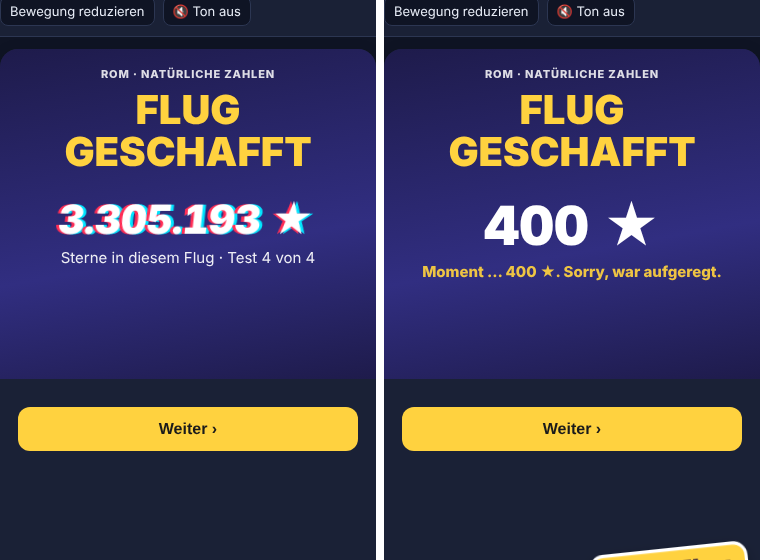 Bewegung reduzieren
🔇 Ton aus
ROM · NATÜRLICHE ZAHLEN
FLUG
GESCHAFFT
3.305.193 ★
Sterne in diesem Flug · Test 4 von 4
Weiter ›
Bewegung reduzieren
🔇 Ton aus
ROM · NATÜRLICHE ZAHLEN
FLUG
GESCHAFFT
400 ★
Moment … 400 ★. Sorry, war aufgeregt.
Weiter ›